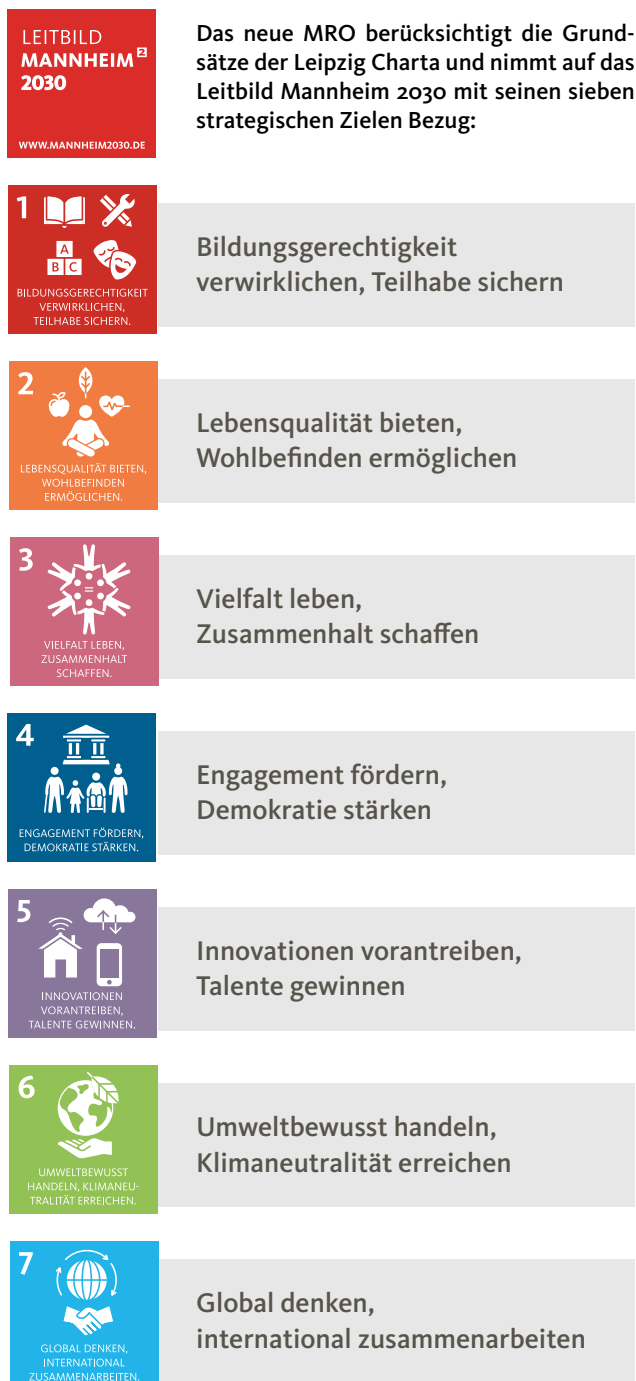 LEITBILD
MANNHEIM²
2030
WWW.MANNHEIM2030.DE
Das neue MRO berücksichtigt die Grund-
sätze der Leipzig Charta und nimmt auf das
Leitbild Mannheim 2030 mit seinen sieben
strategischen Zielen Bezug:
1
A
B C
BILDUNGSGERECHTIGKEIT
VERWIRKLICHEN,
TEILHABE SICHERN.
Bildungsgerechtigkeit
verwirklichen, Teilhabe sichern
2
LEBENSQUALITÄT BIETEN,
WOHLBEFINDEN
ERMÖGLICHEN.
Lebensqualität bieten,
Wohlbefinden ermöglichen
3
=
VIELFALT LEBEN,
ZUSAMMENHALT
SCHAFFEN.
Vielfalt leben,
Zusammenhalt schaffen
4
ENGAGEMENT FÖRDERN,
DEMOKRATIE STÄRKEN.
Engagement fördern,
Demokratie stärken
5
INNOVATIONEN
VORANTREIBEN,
TALENTE GEWINNEN.
Innovationen vorantreiben,
Talente gewinnen
6
UMWELTBEWUSST
HANDELN, KLIMANEU-
TRALITÄT ERREICHEN.
Umweltbewusst handeln,
Klimaneutralität erreichen
7
GLOBAL DENKEN,
INTERNATIONAL
ZUSAMMENARBEITEN.
Global denken,
international zusammenarbeiten